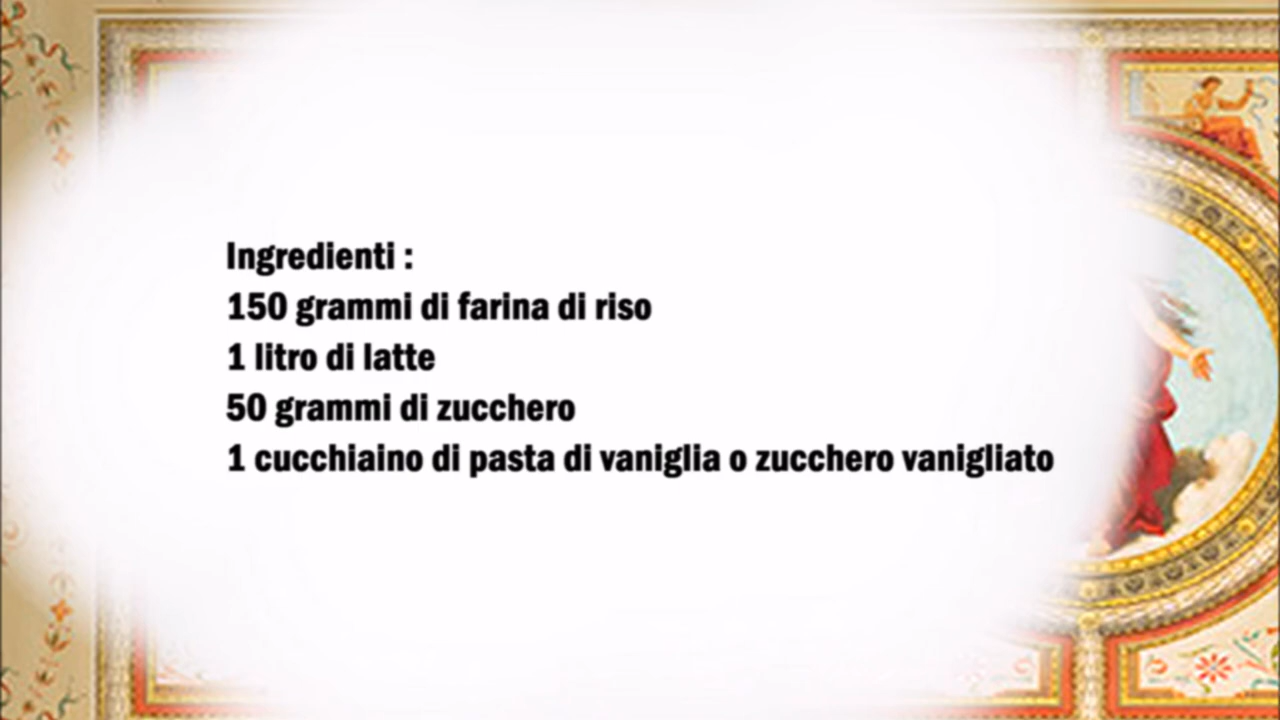 Ingredienti :
150 grammi di farina di riso
1 litro di latte
50 grammi di zucchero
1 cucchiaino di pasta di vaniglia o zucchero vanigliato